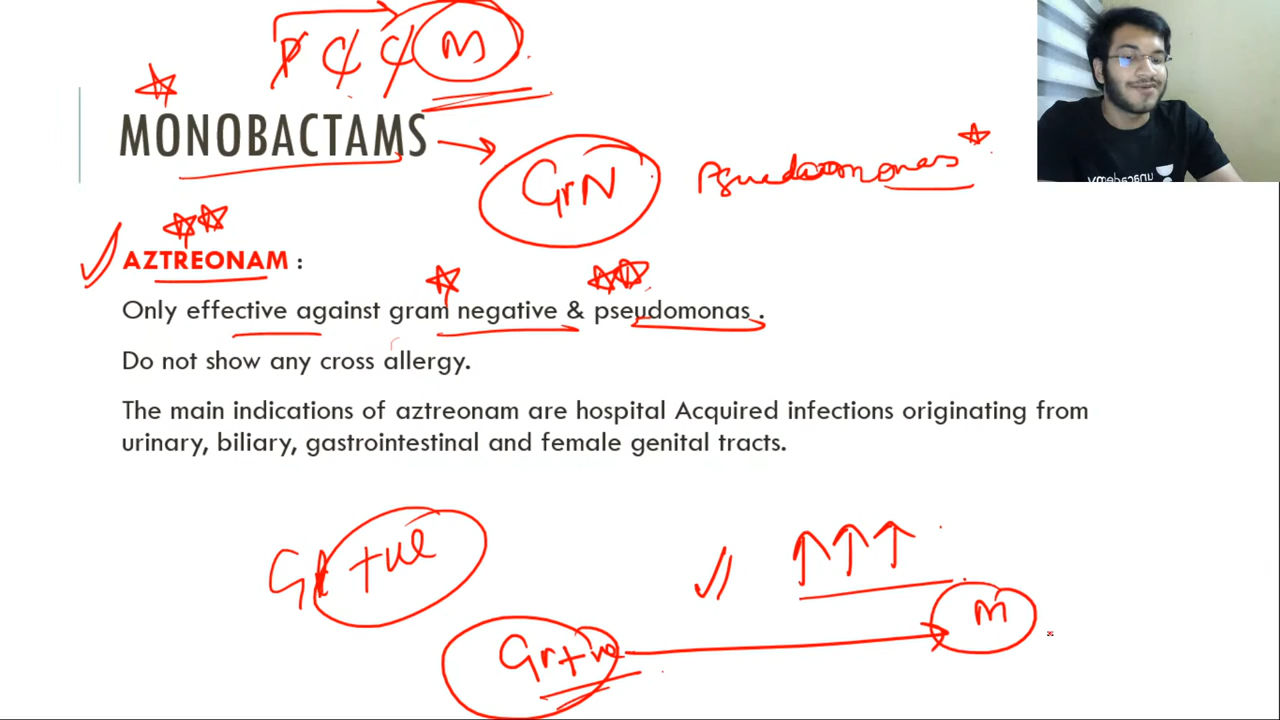 P C C M
MONOBACTAMS
GrN
AZTREONAM :
Only effective against gram negative & pseudomonas .
Do not show any cross allergy.
The main indications of aztreonam are hospital Acquired infections originating from
urinary, biliary, gastrointestinal and female genital tracts.
Gr +ve
M
Gr+ve